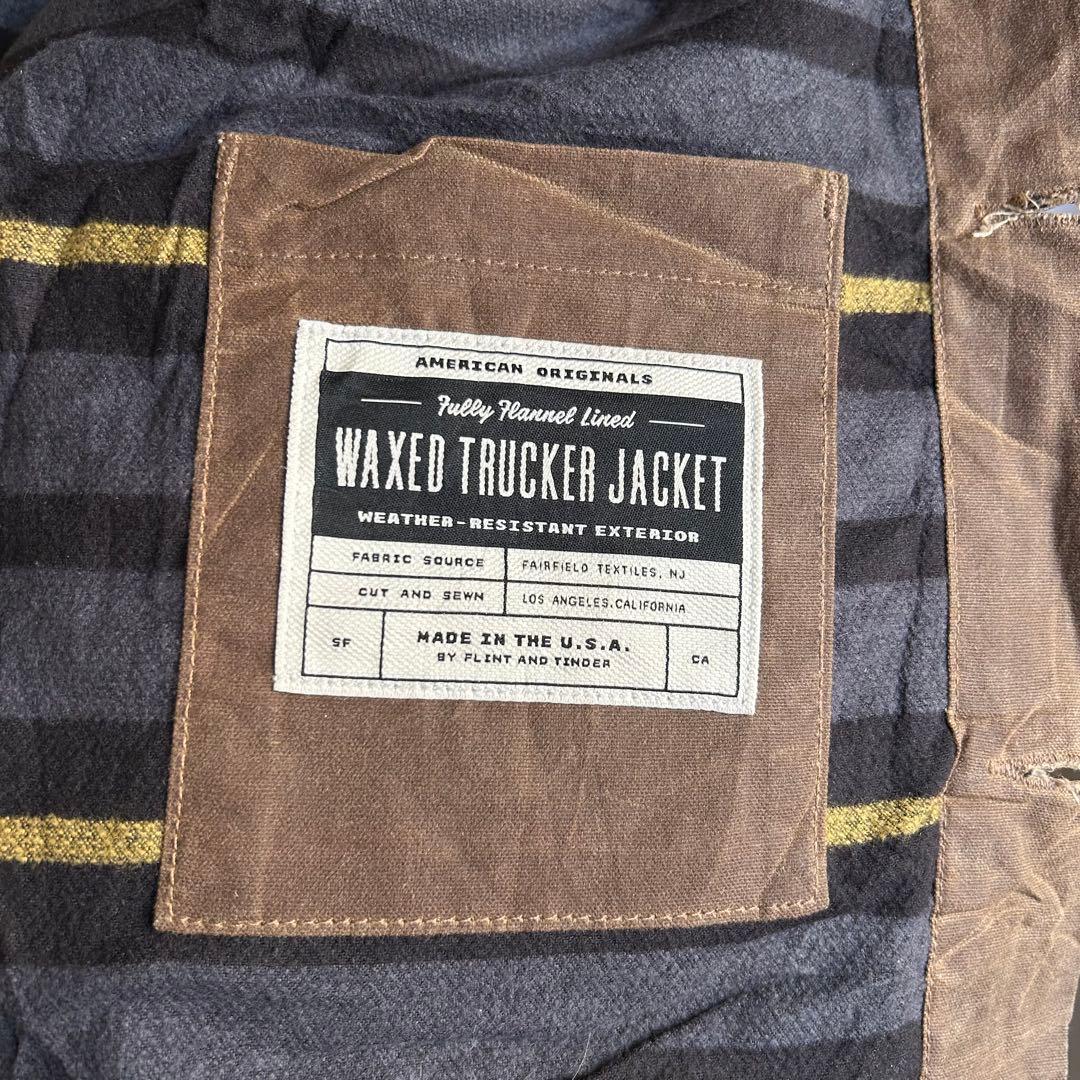 AMERICAN ORIGINALS
Fully Flannel Lined
WAXED TRUCKER JACKET
WEATHER-RESISTANT EXTERIOR
FABRIC SOURCE FAIRFIELD TEXTILES, NJ
CUT AND SEWN LOS ANGELES, CALIFORNIA
SF MADE IN THE U.S.A. CA
BY FLINT AND TINDER